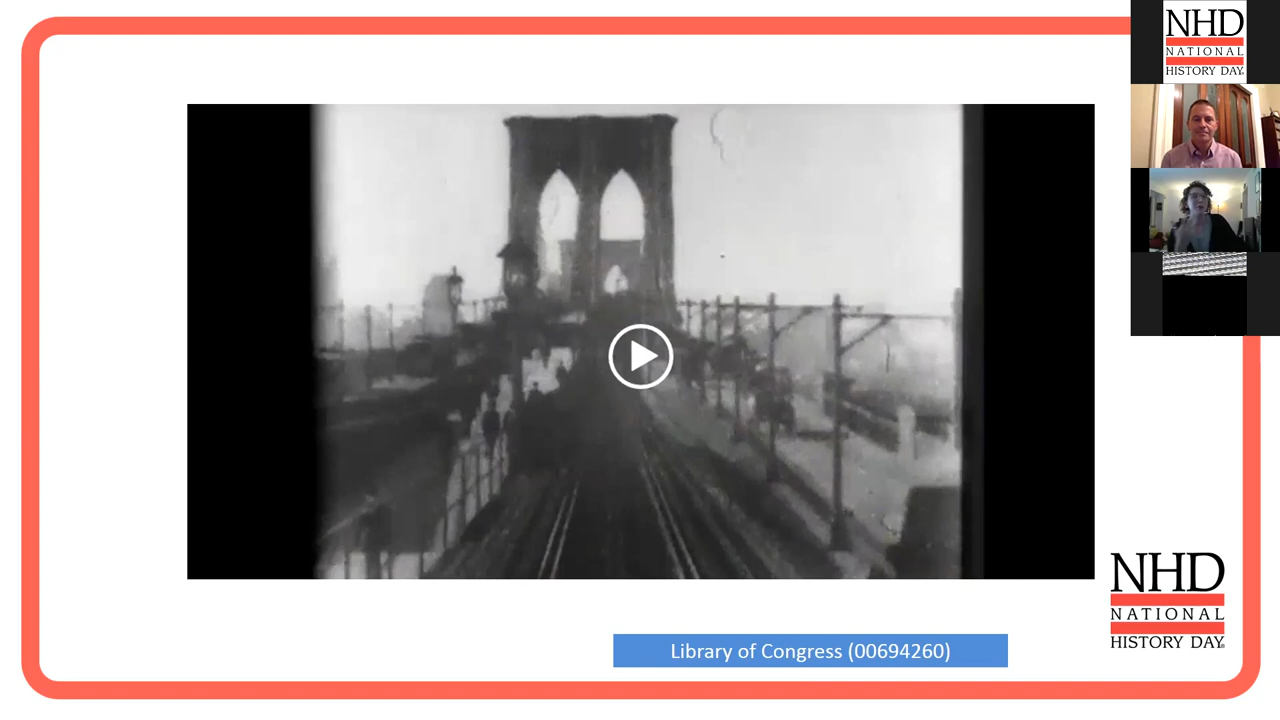 NHD
NATIONAL
HISTORY DAY®
Library of Congress (00694260)
NHD
NATIONAL
HISTORY DAY®